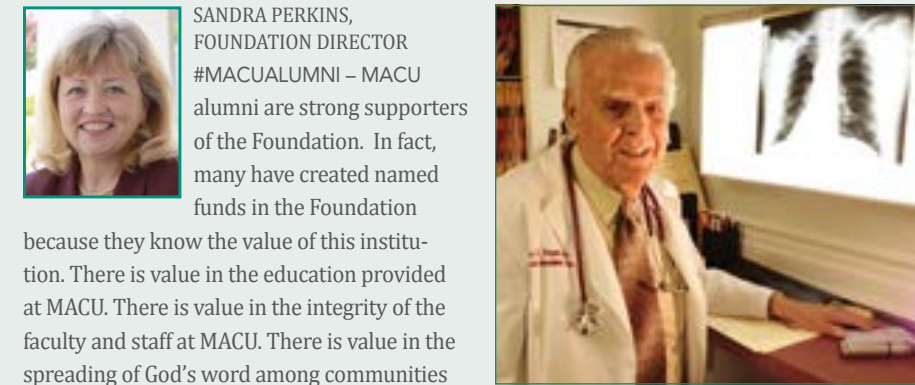 SANDRA PERKINS,
FOUNDATION DIRECTOR
#MACUALUMNI – MACU
alumni are strong supporters
of the Foundation.  In fact,
many have created named
funds in the Foundation
because they know the value of this institu-
tion. There is value in the education provided
at MACU. There is value in the integrity of the
faculty and staff at MACU. There is value in the
spreading of God's word among communities